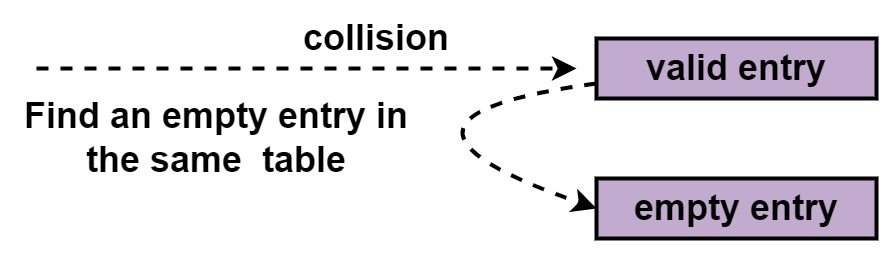 collision
valid entry
Find an empty entry in
the same table
empty entry